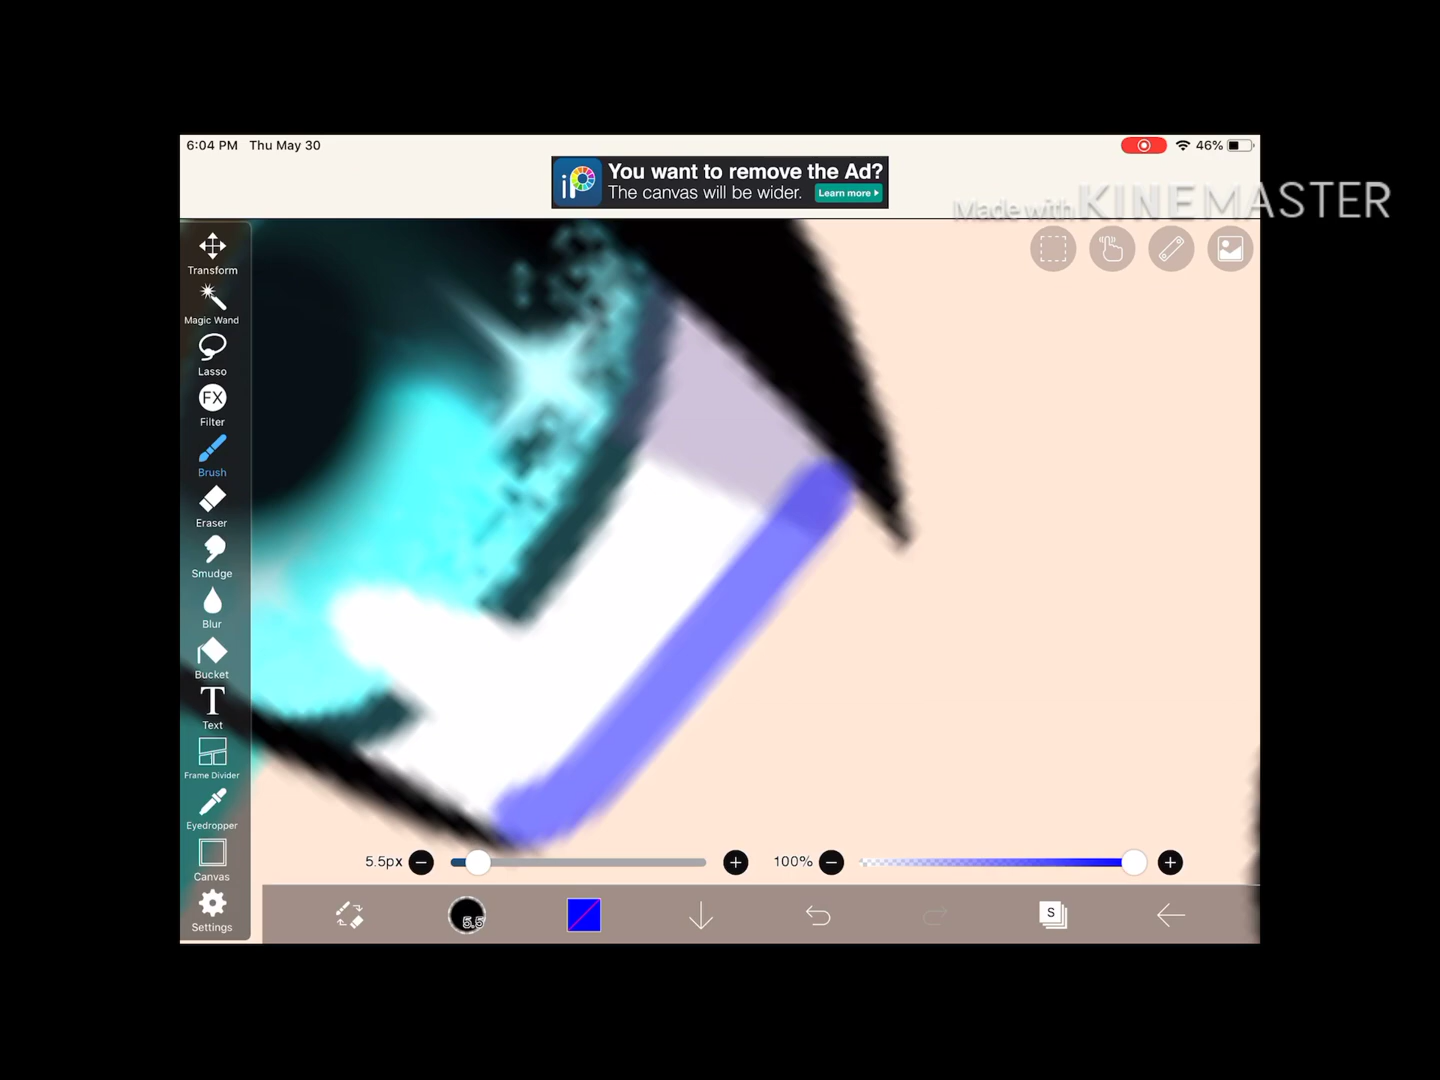 6:04 PM Thu May 30
46%
iP
You want to remove the Ad?
The canvas will be wider.
Learn more
Made with KINEMASTER
Transform
Magic Wand
Lasso
FX
Filter
Brush
Eraser
Smudge
Blur
Bucket
T
Text
Frame Divider
Eyedropper
Canvas
Settings
5.5px
100%
5.5
S